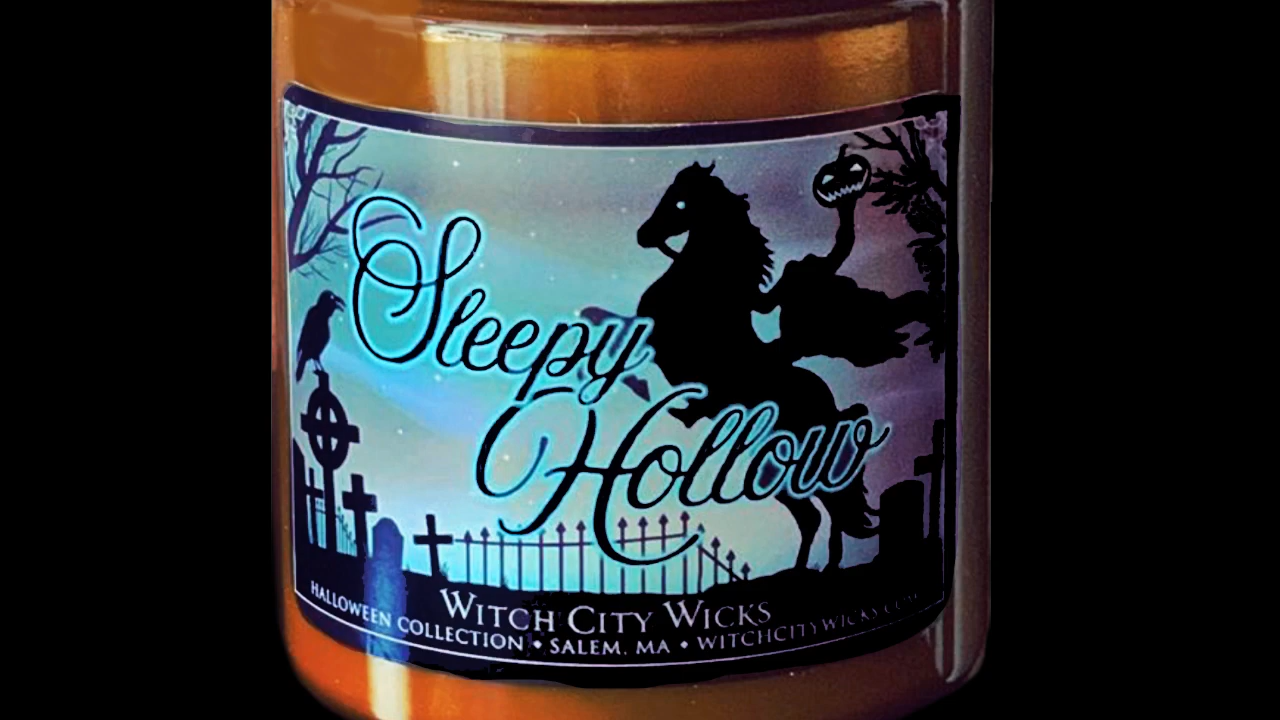 Sleepy
Hollow
WITCH CITY WICKS
HALLOWEEN COLLECTION • SALEM, MA • WITCHCITYWICKS.COM